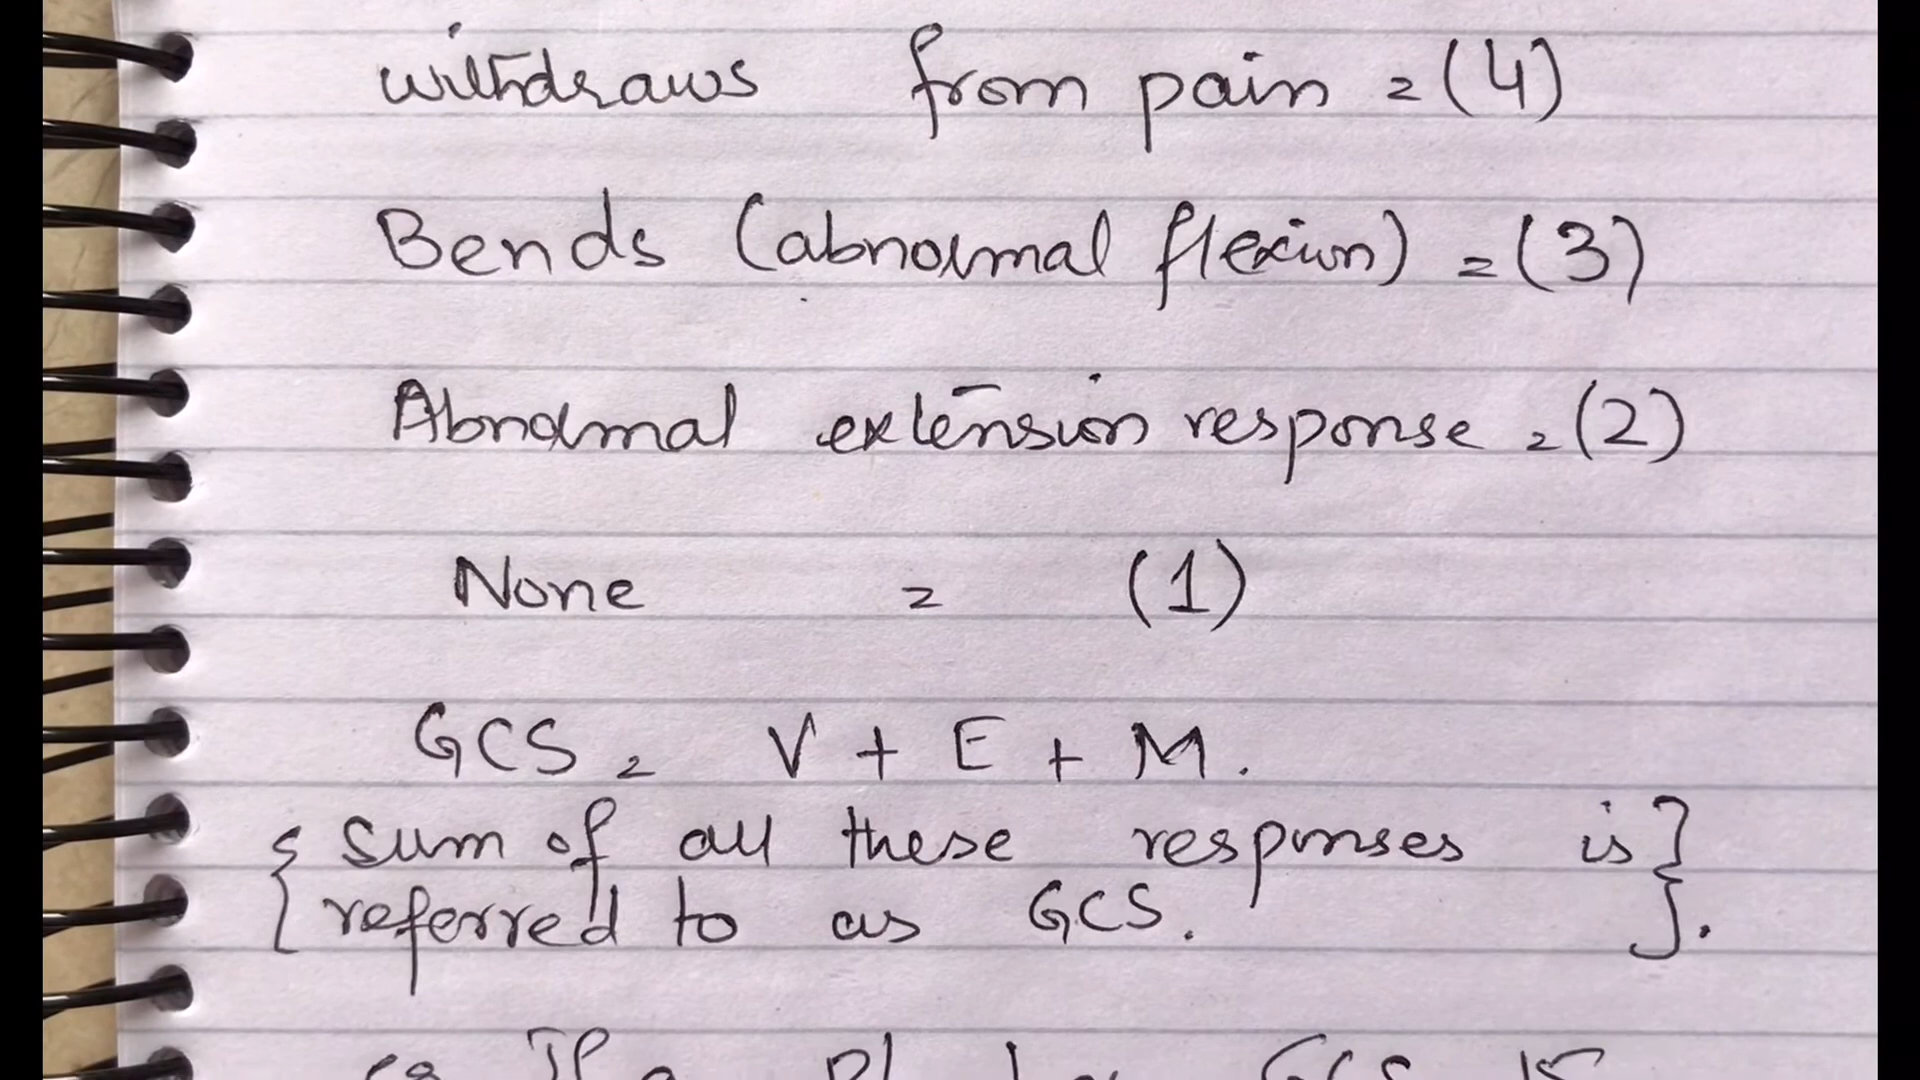 withdraws from pain = (4)
Bends (abnormal flexion) = (3)
Abnormal extension response = (2)
None = (1)
GCS = V + E + M.
{ sum of all these responses is }
{ referred to as GCS. }.